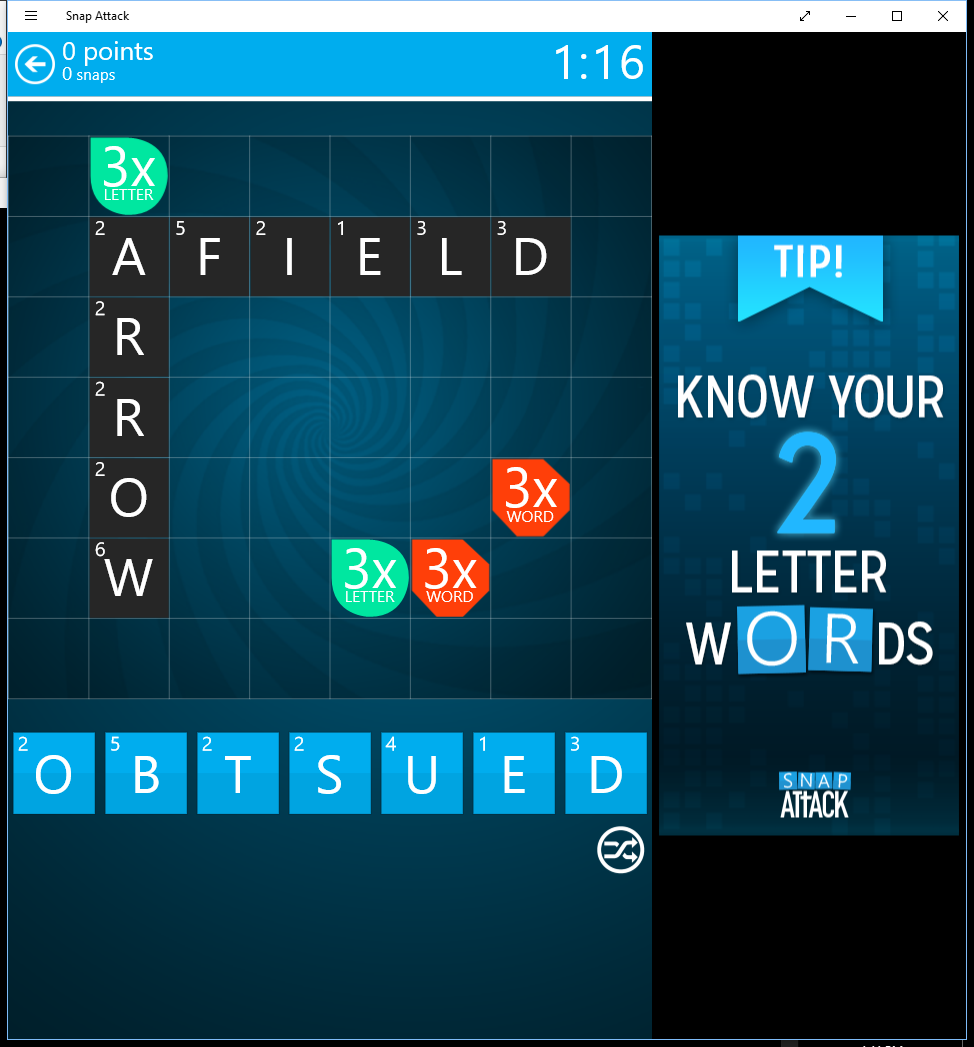 Snap Attack
0 points
0 snaps
1:16
3x
LETTER
2 A 5 F 2 I 1 E 3 L 3 D
2 R
2 R
2 O
3x
WORD
6 W
3x
LETTER
3x
WORD
2 O 5 B 2 T 2 S 4 U 1 E 3 D
TIP!
KNOW YOUR
2
LETTER
WORDS
SNAP
ATTACK